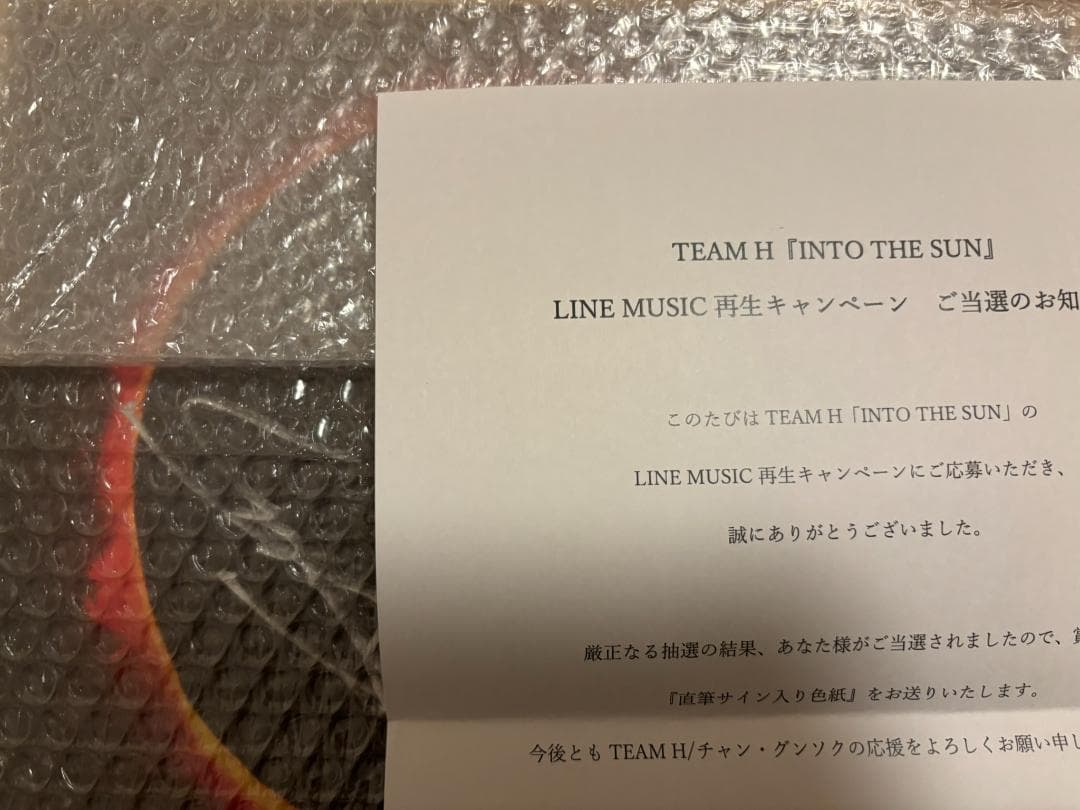 TEAM H『INTO THE SUN』
LINE MUSIC 再生キャンペーン　ご当選のお知
このたびは TEAM H「INTO THE SUN」の
LINE MUSIC 再生キャンペーンにご応募いただき、
誠にありがとうございました。
厳正なる抽選の結果、あなた様がご当選されましたので、賞
『直筆サイン入り色紙』をお送りいたします。
今後とも TEAM H/チャン・グンソクの応援をよろしくお願い申し